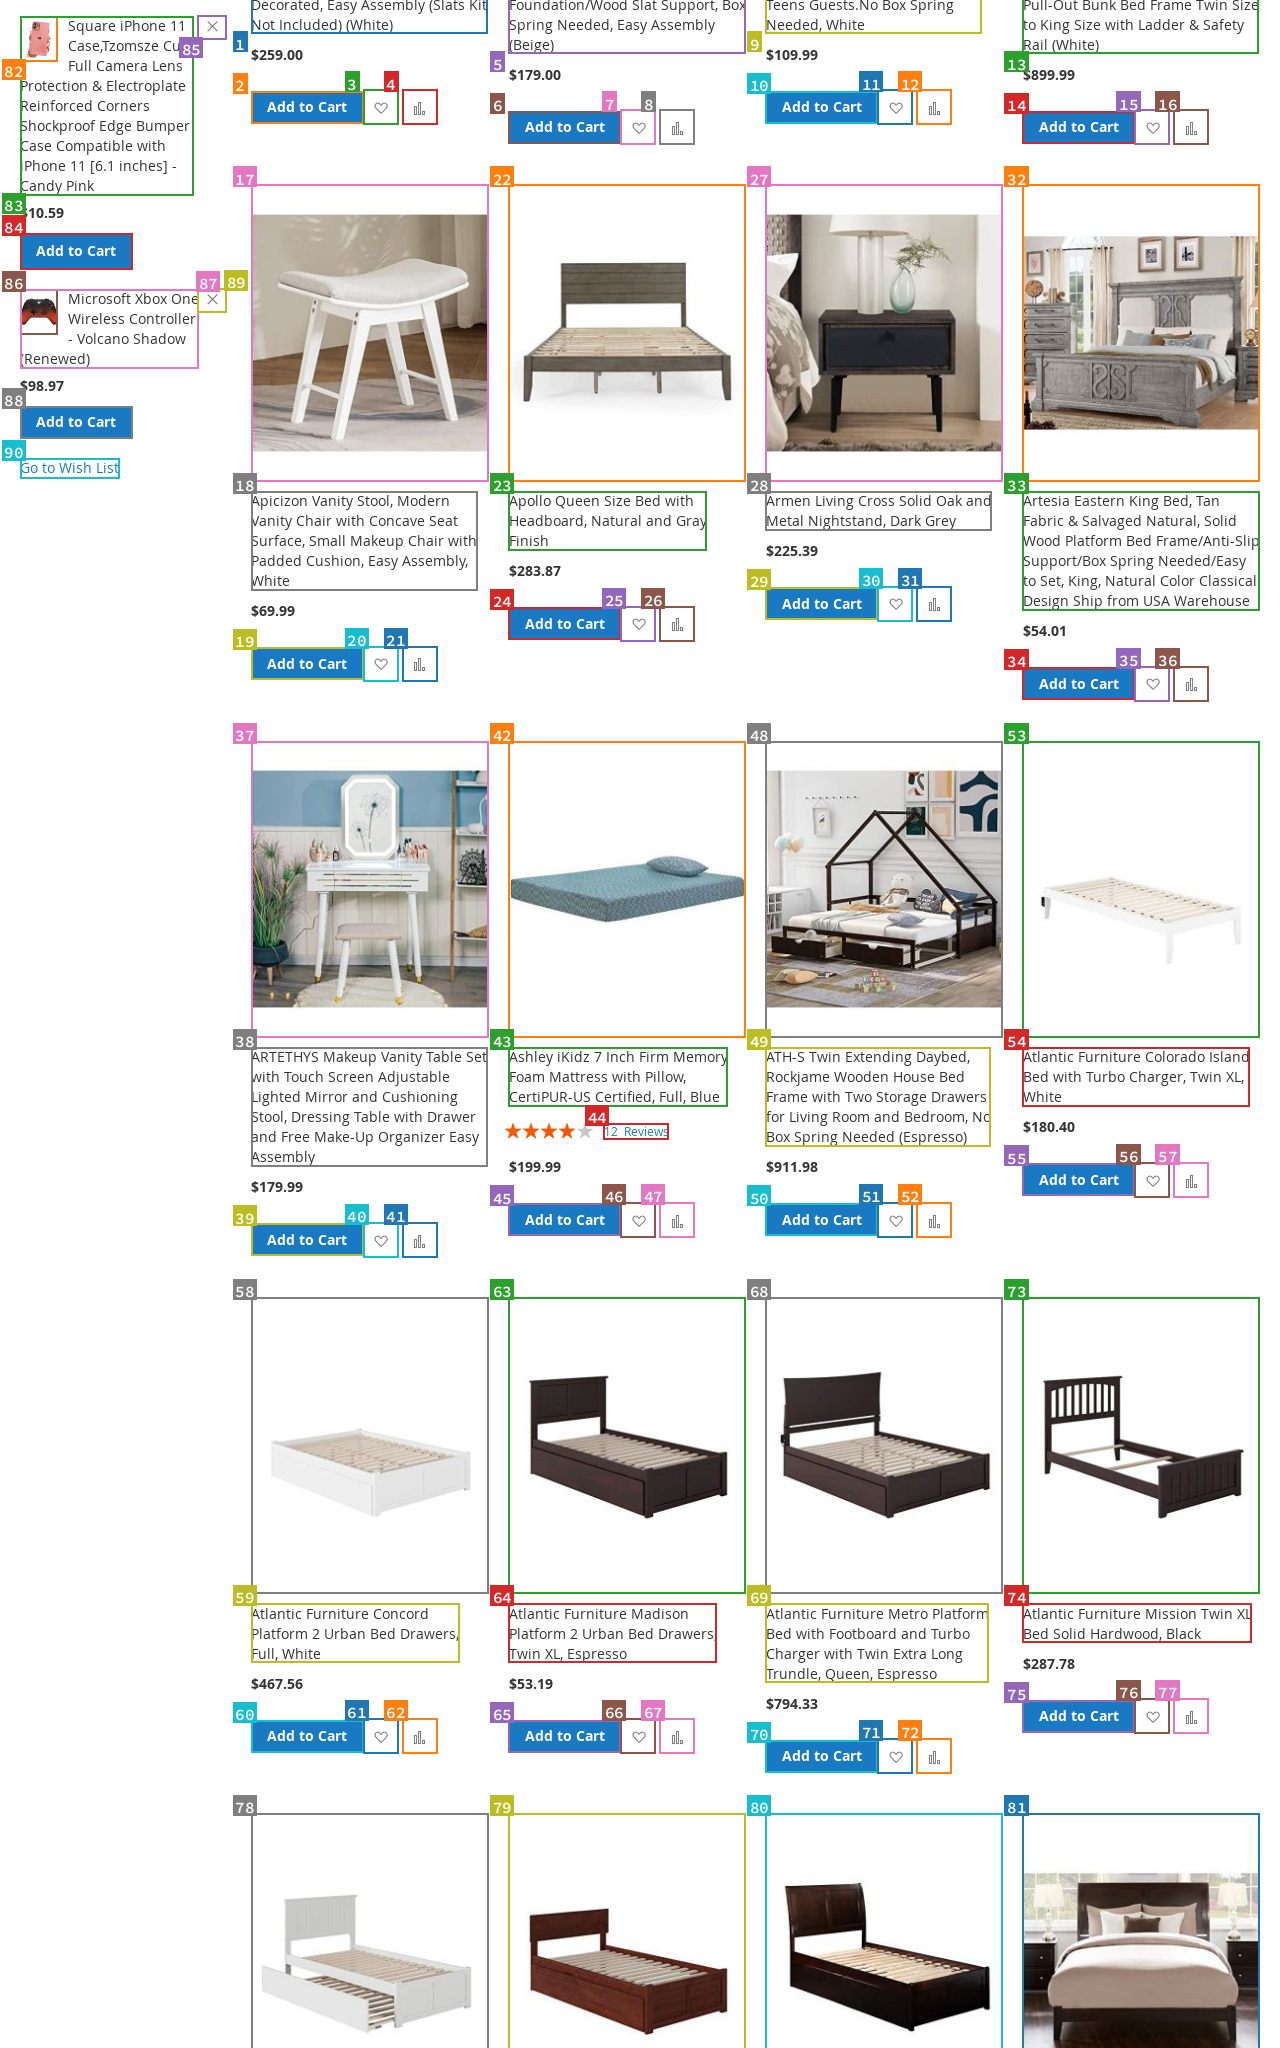 Square iPhone 11
Case,Tzomsze Cu
Full Camera Lens
Protection & Electroplate
Reinforced Corners
Shockproof Edge Bumper
Case Compatible with
iPhone 11 [6.1 inches] -
Candy Pink
$10.59
Add to Cart
Microsoft Xbox One
Wireless Controller
- Volcano Shadow
(Renewed)
$98.97
Add to Cart
Go to Wish List
82
85
83
84
86
87
89
88
90
Decorated, Easy Assembly (Slats Kit
Not Included) (White)
1
$259.00
2
3
4
Add to Cart
Foundation/Wood Slat Support, Box
Spring Needed, Easy Assembly
(Beige)
5
$179.00
6
7
8
Add to Cart
Teens Guests.No Box Spring
Needed, White
9
$109.99
10
11
12
Add to Cart
Pull-Out Bunk Bed Frame Twin Size
to King Size with Ladder & Safety
Rail (White)
13
$899.99
14
15
16
Add to Cart
17
18
Apicizon Vanity Stool, Modern
Vanity Chair with Concave Seat
Surface, Small Makeup Chair with
Padded Cushion, Easy Assembly,
White
$69.99
19
20
21
Add to Cart
22
23
Apollo Queen Size Bed with
Headboard, Natural and Gray
Finish
$283.87
24
25
26
Add to Cart
27
28
Armen Living Cross Solid Oak and
Metal Nightstand, Dark Grey
$225.39
29
30
31
Add to Cart
32
33
Artesia Eastern King Bed, Tan
Fabric & Salvaged Natural, Solid
Wood Platform Bed Frame/Anti-Slip
Support/Box Spring Needed/Easy
to Set, King, Natural Color Classical
Design Ship from USA Warehouse
$54.01
34
35
36
Add to Cart
37
38
ARTETHYS Makeup Vanity Table Set
with Touch Screen Adjustable
Lighted Mirror and Cushioning
Stool, Dressing Table with Drawer
and Free Make-Up Organizer Easy
Assembly
$179.99
39
40
41
Add to Cart
42
43
Ashley iKidz 7 Inch Firm Memory
Foam Mattress with Pillow,
CertiPUR-US Certified, Full, Blue
44
12 Reviews
$199.99
45
46
47
Add to Cart
48
49
ATH-S Twin Extending Daybed,
Rockjame Wooden House Bed
Frame with Two Storage Drawers
for Living Room and Bedroom, No
Box Spring Needed (Espresso)
$911.98
50
51
52
Add to Cart
53
54
Atlantic Furniture Colorado Island
Bed with Turbo Charger, Twin XL,
White
$180.40
55
56
57
Add to Cart
58
59
Atlantic Furniture Concord
Platform 2 Urban Bed Drawers,
Full, White
$467.56
60
61
62
Add to Cart
63
64
Atlantic Furniture Madison
Platform 2 Urban Bed Drawers,
Twin XL, Espresso
$53.19
65
66
67
Add to Cart
68
69
Atlantic Furniture Metro Platform
Bed with Footboard and Turbo
Charger with Twin Extra Long
Trundle, Queen, Espresso
$794.33
70
71
72
Add to Cart
73
74
Atlantic Furniture Mission Twin XL
Bed Solid Hardwood, Black
$287.78
75
76
77
Add to Cart
78
79
80
81